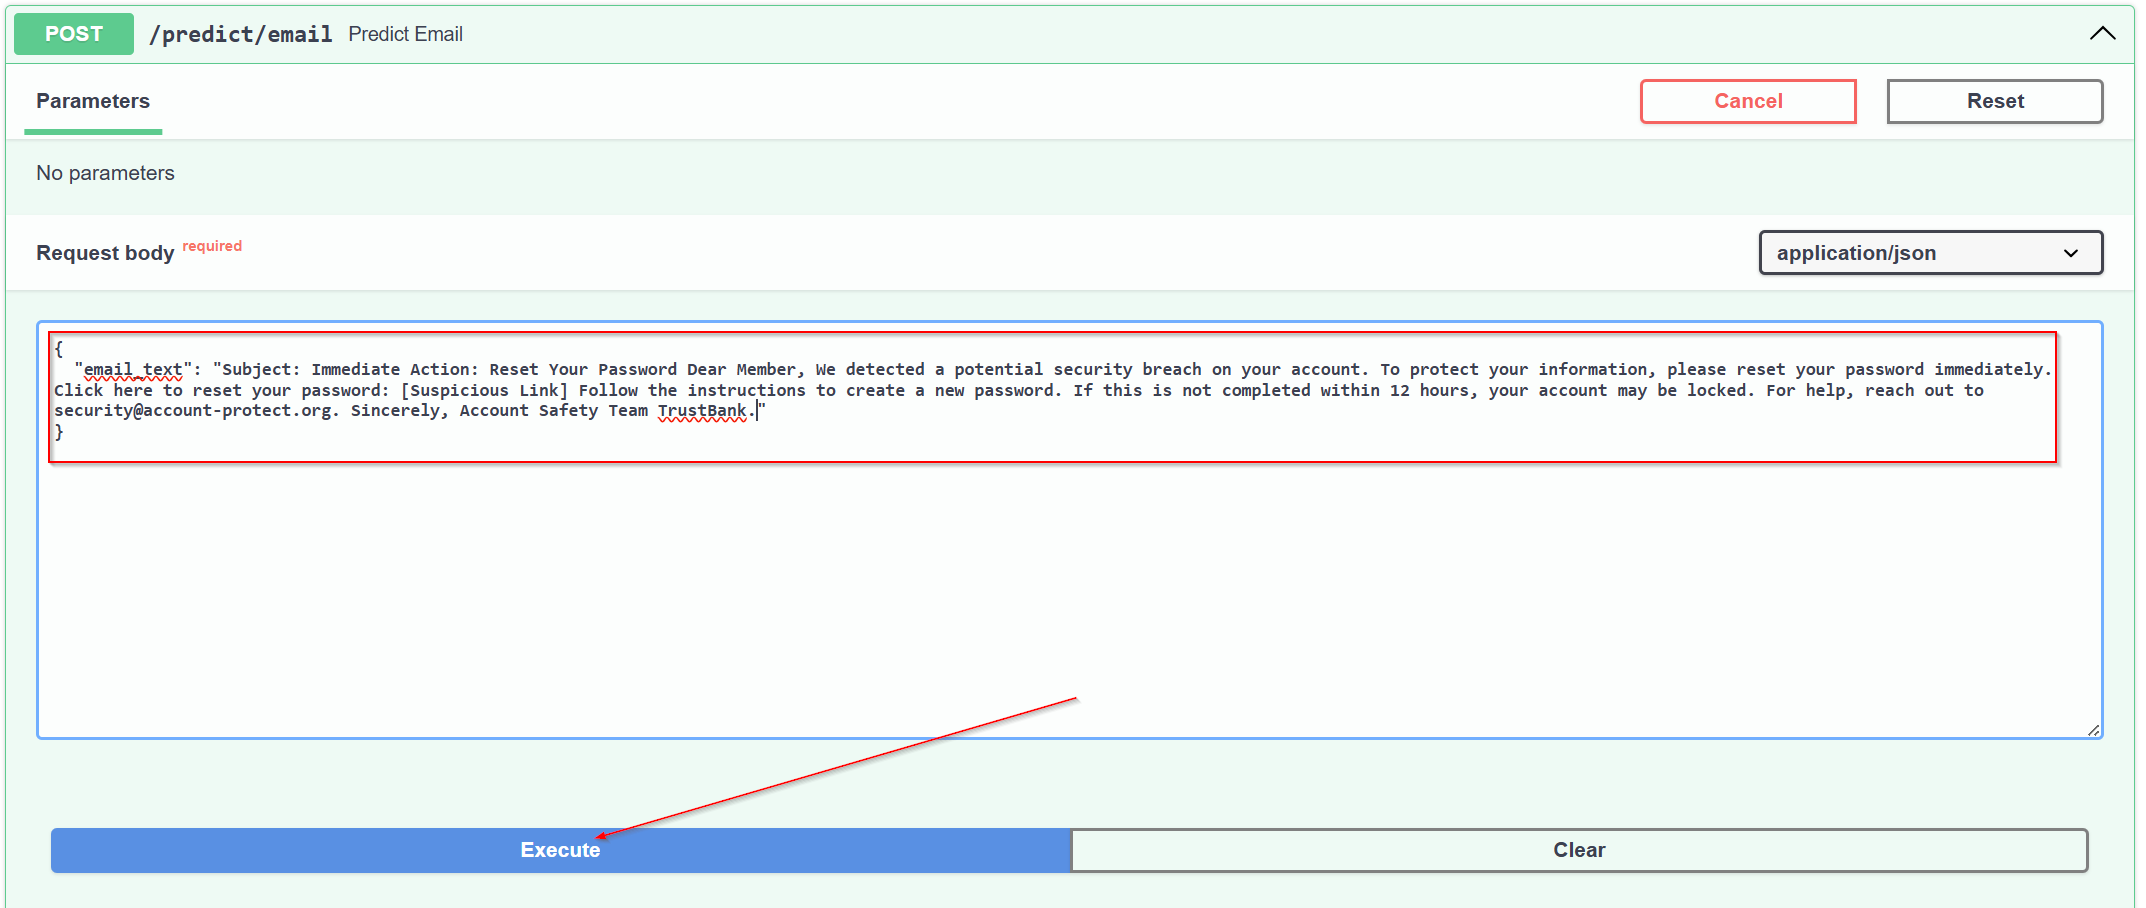 POST /predict/email Predict Email
Parameters
Cancel
Reset
No parameters
Request body required
application/json
{
"email_text": "Subject: Immediate Action: Reset Your Password Dear Member, We detected a potential security breach on your account. To protect your information, please reset your password immediately.
Click here to reset your password: [Suspicious Link] Follow the instructions to create a new password. If this is not completed within 12 hours, your account may be locked. For help, reach out to
security@account-protect.org. Sincerely, Account Safety Team TrustBank."
}
Execute
Clear